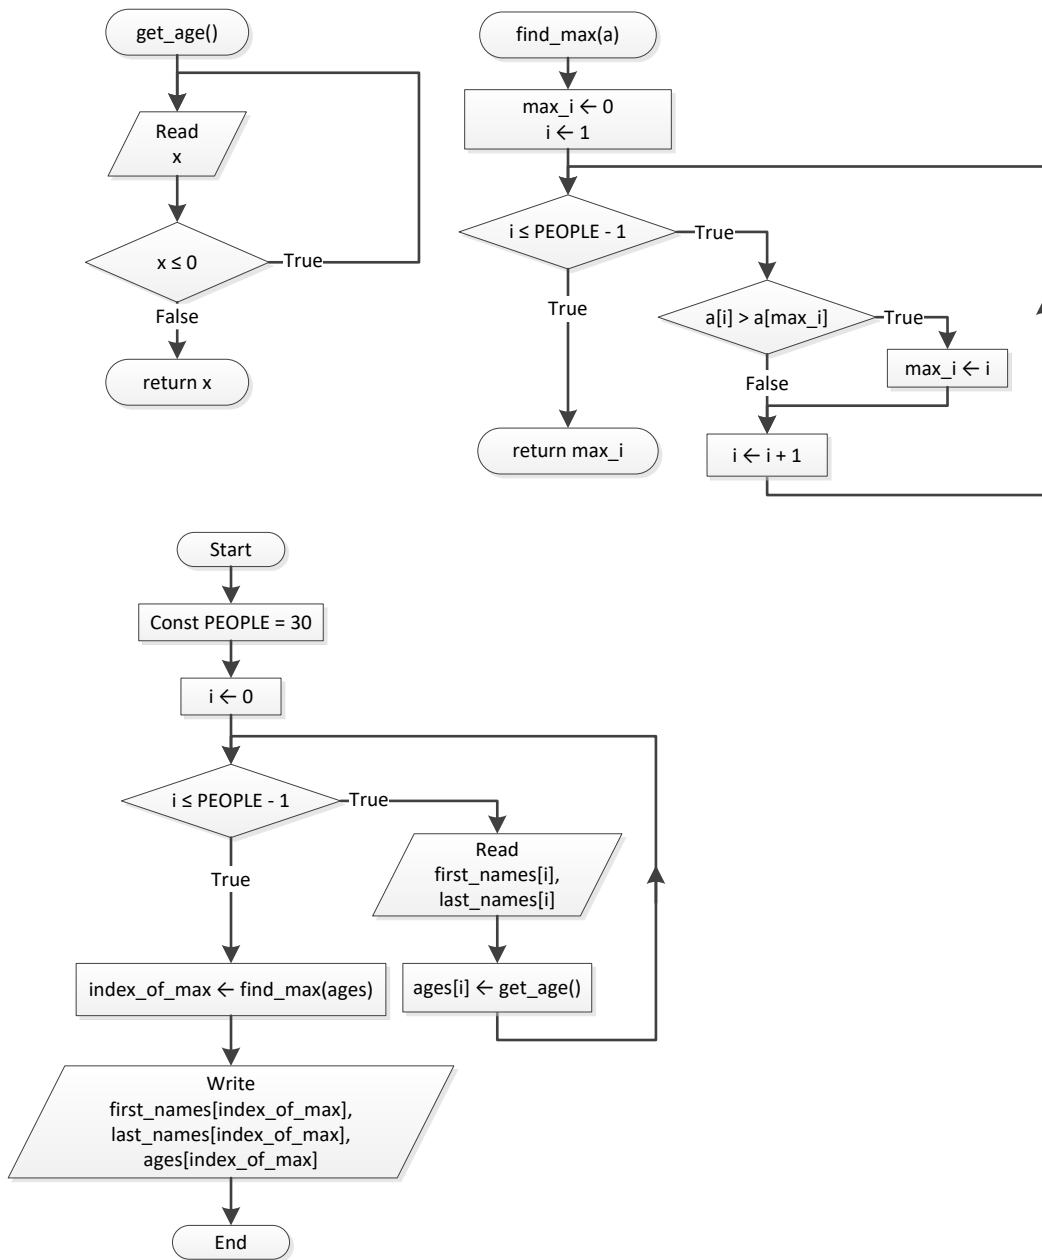 get_age()
Read
x
x ≤ 0
True
False
return x
find_max(a)
max_i ← 0
i ← 1
i ≤ PEOPLE - 1
True
True
a[i] > a[max_i]
True
max_i ← i
False
i ← i + 1
return max_i
Start
Const PEOPLE = 30
i ← 0
i ≤ PEOPLE - 1
True
Read
first_names[i],
last_names[i]
ages[i] ← get_age()
True
index_of_max ← find_max(ages)
Write
first_names[index_of_max],
last_names[index_of_max],
ages[index_of_max]
End